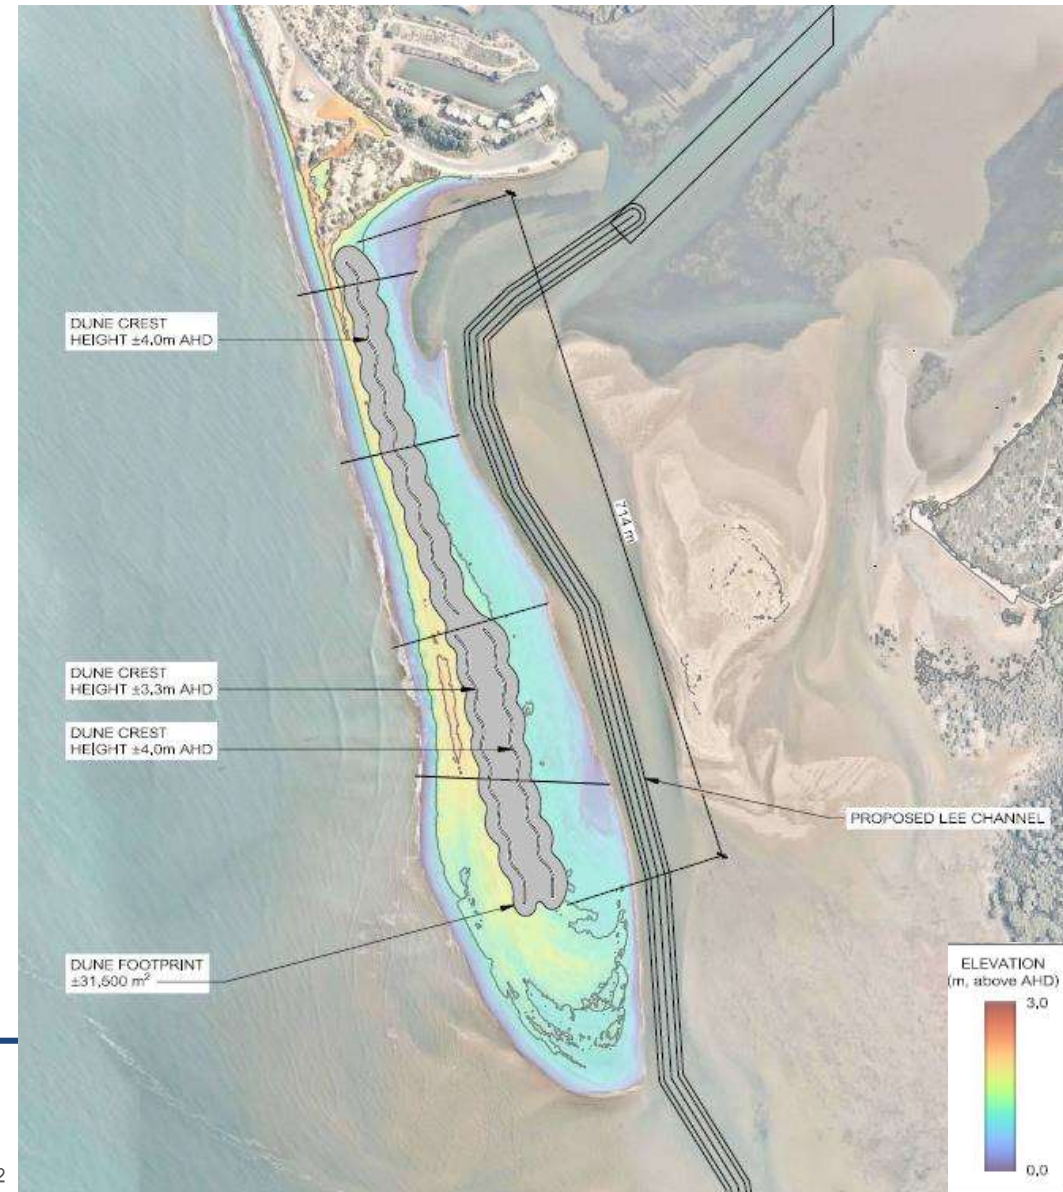 DUNE CREST
HEIGHT ±4.0m AHD
714 m
DUNE CREST
HEIGHT ±3.3m AHD
DUNE CREST
HEIGHT ±4.0m AHD
PROPOSED LEE CHANNEL
DUNE FOOTPRINT
±31,500 m²
ELEVATION
(m, above AHD)
3.0
0.0
2